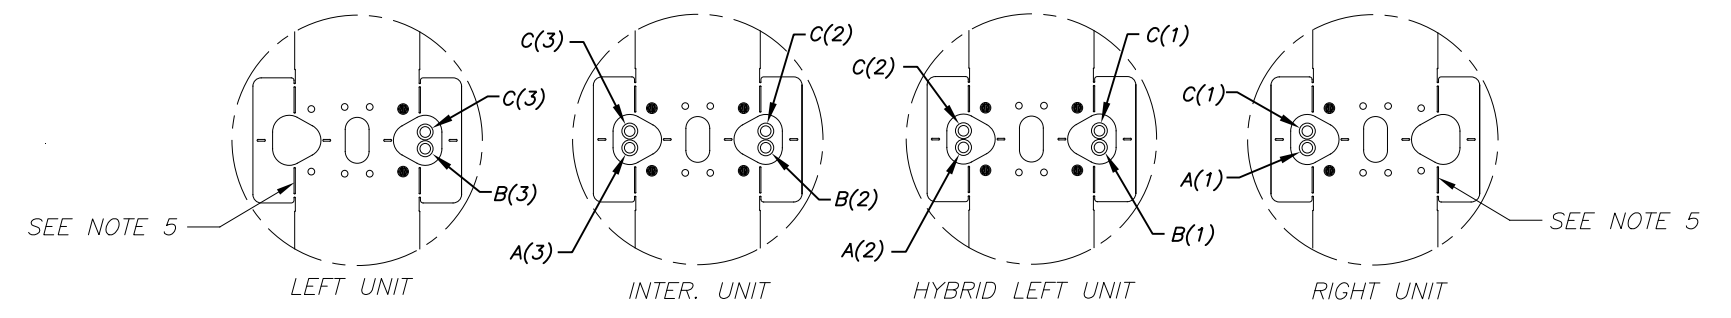 C(3)
B(3)
SEE NOTE 5
LEFT UNIT
C(3)
C(2)
A(3)
B(2)
INTER. UNIT
C(2)
C(1)
A(2)
B(1)
HYBRID LEFT UNIT
C(1)
A(1)
SEE NOTE 5
RIGHT UNIT